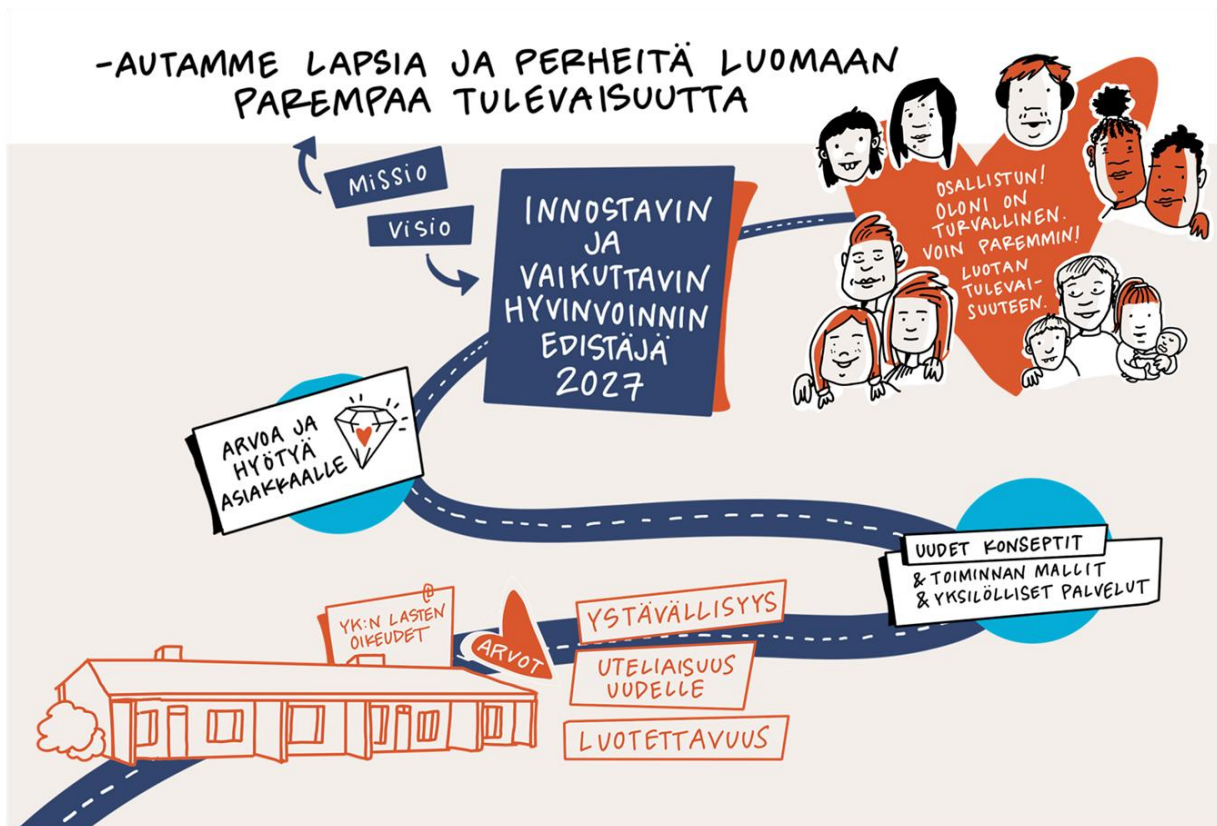 -AUTAMME LAPSIA JA PERHEITÄ LUOMAAN
PAREMPAA TULEVAISUUTTA
MISSIO
VISIO
INNOSTAVIN
JA
VAIKUTTAVIN
HYVINVOINNIN
EDISTÄJÄ
2027
OSALLISTUN!
OLONI ON
TURVALLINEN.
VOIN PAREMMIN!
LUOTAN
TULEVAI-
SUUTEEN.
ARVOA JA
HYÖTYÄ
ASIAKKAALLE
UUDET KONSEPTIT
& TOIMINNAN MALLIT
& YKSILÖLLISET PALVELUT
@
YK:N LASTEN
OIKEUDET
ARVOT
YSTÄVÄLLISYYS
UTELIAISUUS
UUDELLE
LUOTETTAVUUS